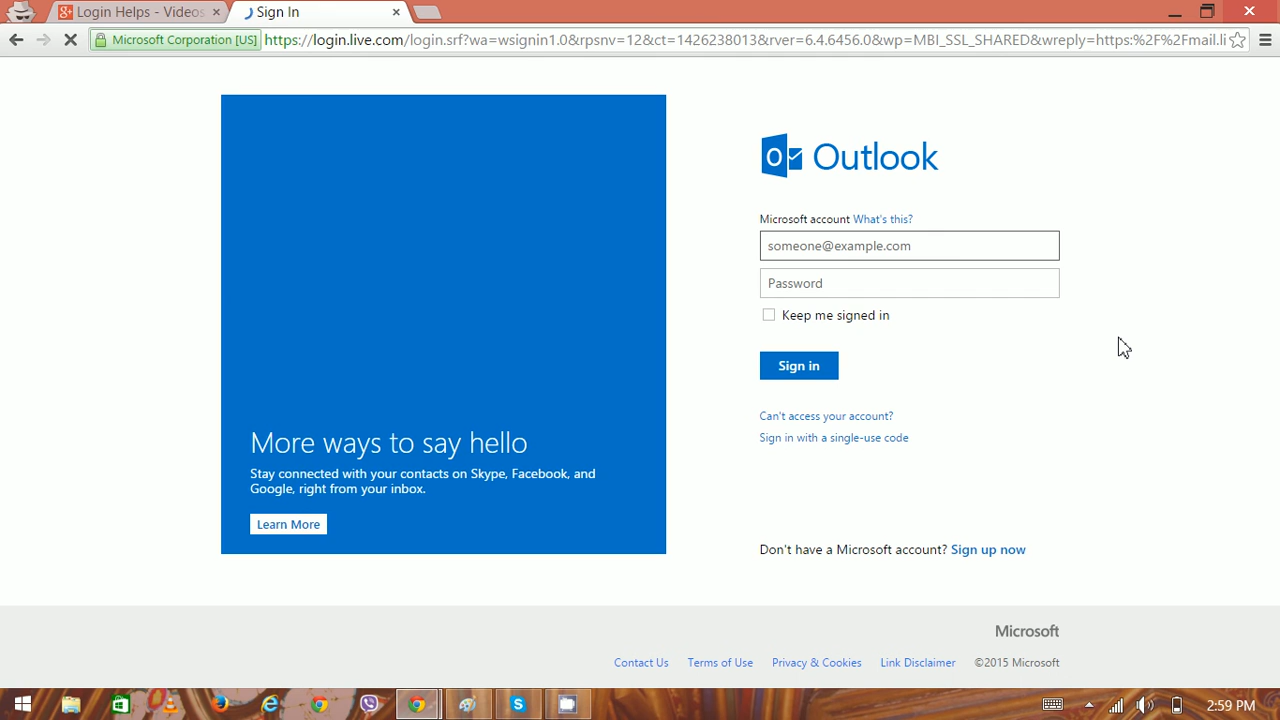 Login Helps - Videos
Sign In
Microsoft Corporation [US]
https://login.live.com/login.srf?wa=wsignin1.0&rpsnv=12&ct=1426238013&rver=6.4.6456.0&wp=MBI_SSL_SHARED&wreply=https:%2F%2Fmail.li
Outlook
Microsoft account What's this?
someone@example.com
Password
Keep me signed in
Sign in
Can't access your account?
Sign in with a single-use code
More ways to say hello
Stay connected with your contacts on Skype, Facebook, and
Google, right from your inbox.
Learn More
Don't have a Microsoft account? Sign up now
Microsoft
Contact Us Terms of Use Privacy & Cookies Link Disclaimer ©2015 Microsoft
2:59 PM